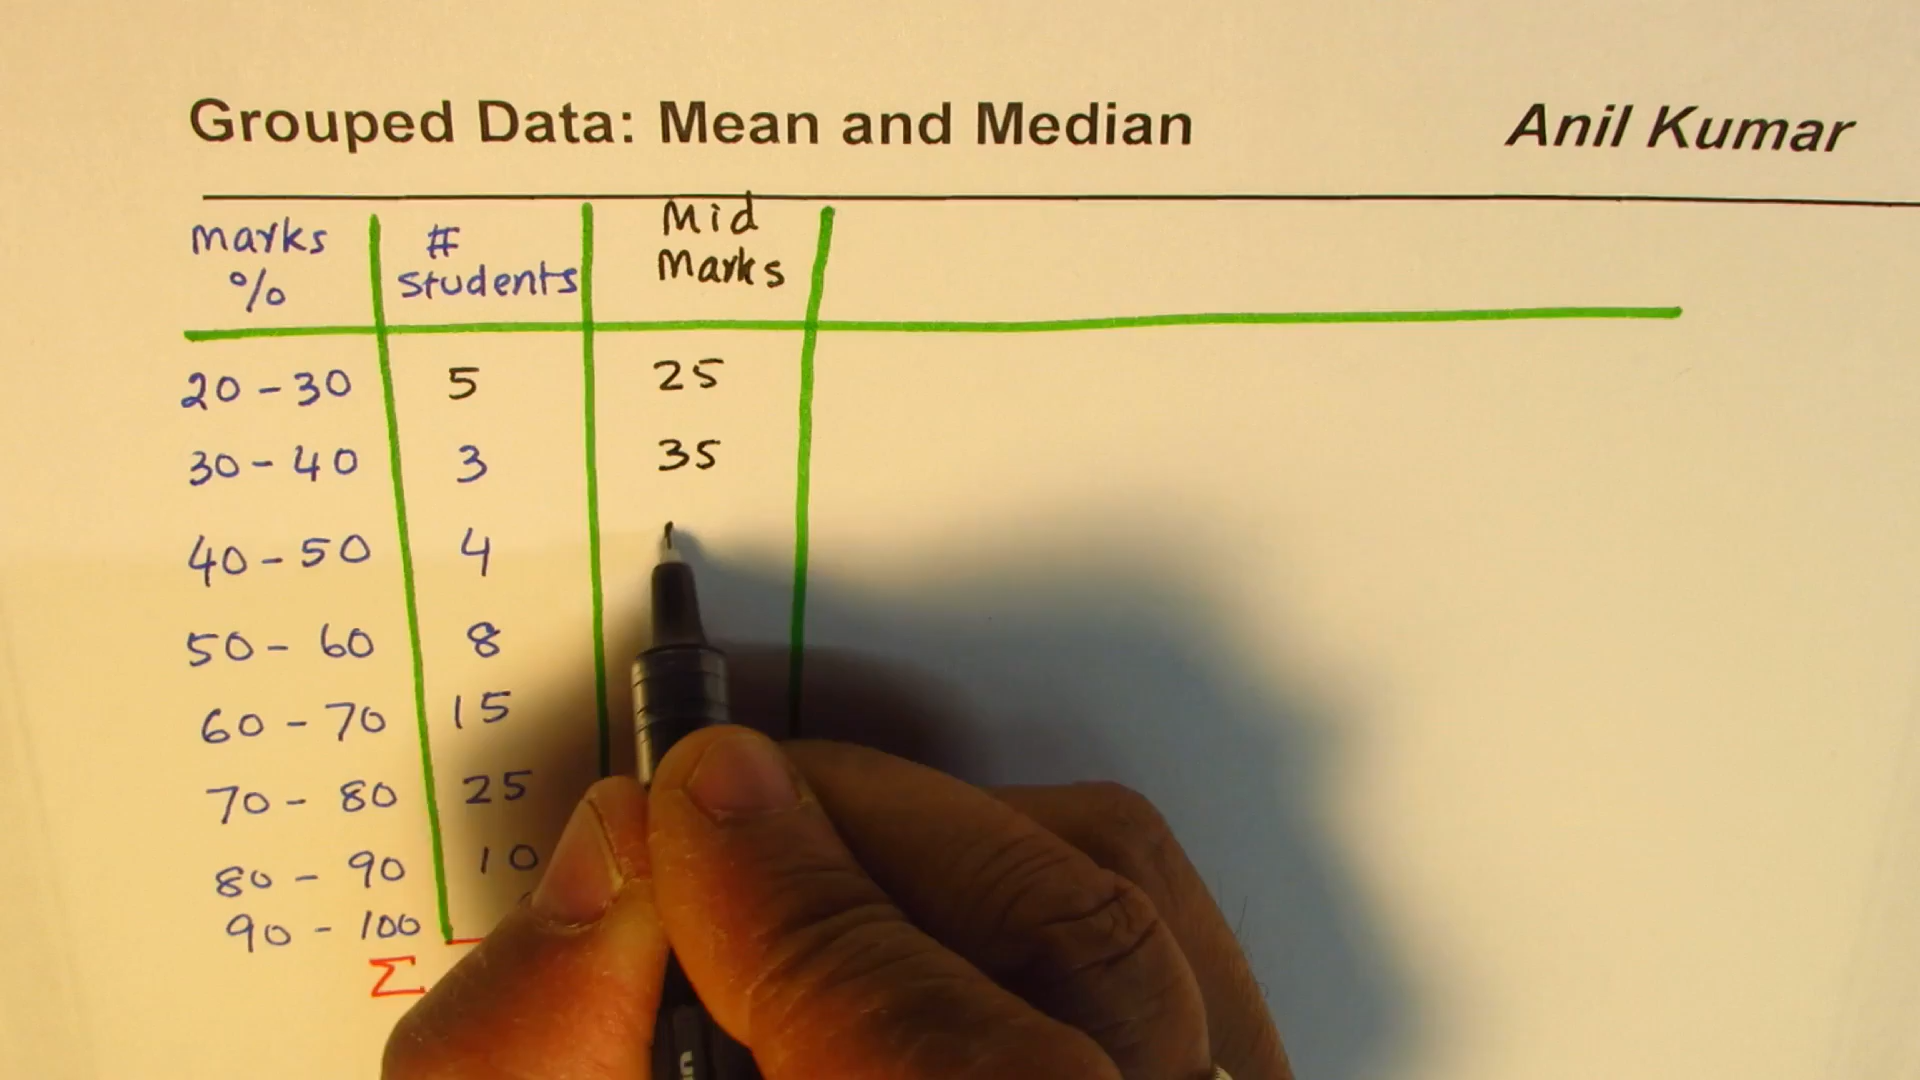 Grouped Data: Mean and Median Anil Kumar
marks % # students Mid Marks
20 - 30 5 25
30 - 40 3 35
40 - 50 4
50 - 60 8
60 - 70 15
70 - 80 25
80 - 90 10
90 - 100
Σ